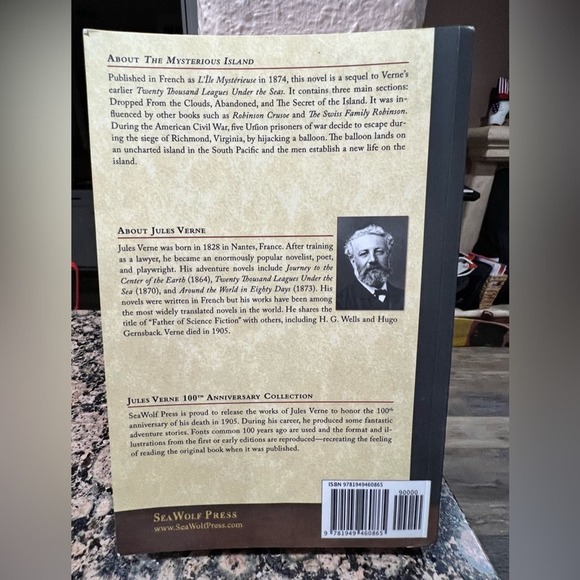 About The Mysterious Island
Published in French as L'Île Mystérieuse in 1874, this novel is a sequel to Verne's
earlier Twenty Thousand Leagues Under the Seas. It contains three main sections:
Dropped From the Clouds, Abandoned, and The Secret of the Island. It was in-
fluenced by other books such as Robinson Crusoe and The Swiss Family Robinson.
During the American Civil War, five Union prisoners of war decide to escape dur-
ing the siege of Richmond, Virginia, by hijacking a balloon. The balloon lands on
an uncharted island in the South Pacific and the men establish a new life on the
island.
About Jules Verne
Jules Verne was born in 1828 in Nantes, France. After training
as a lawyer, he became an enormously popular novelist, poet,
and playwright. His adventure novels include Journey to the
Center of the Earth (1864), Twenty Thousand Leagues Under the
Sea (1870), and Around the World in Eighty Days (1873). His
novels were written in French but his works have been among
the most widely translated novels in the world. He shares the
title of "Father of Science Fiction" with others, including H. G. Wells and Hugo
Gernsback. Verne died in 1905.
Jules Verne 100th Anniversary Collection
SeaWolf Press is proud to release the works of Jules Verne to honor the 100th
anniversary of his death in 1905. During his career, he produced some fantastic
adventure stories. Fonts common 100 years ago are used and the format and il-
lustrations from the first or early editions are reproduced—recreating the feeling
of reading the original book when it was published.
SeaWolf Press
www.SeaWolfPress.com
ISBN 9781949460865
90000
9 781949 460865